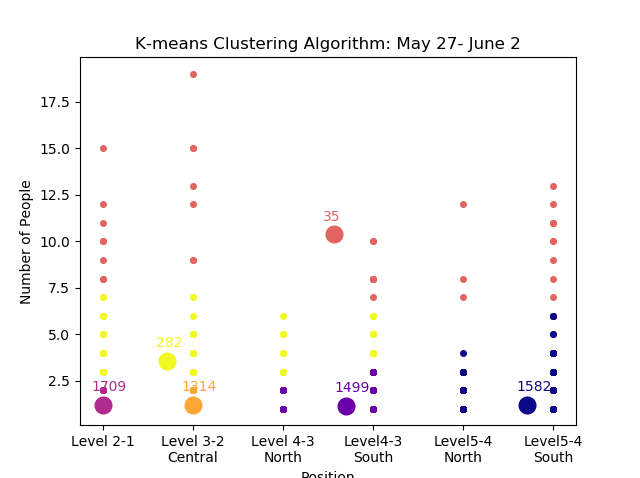 K-means Clustering Algorithm: May 27- June 2
Number of People
17.5
15.0
12.5
10.0
7.5
5.0
2.5
35
282
1709
1314
1499
1582
Level 2-1
Level 3-2
Central
Level 4-3
North
Level4-3
South
Level5-4
North
Level5-4
South
Position